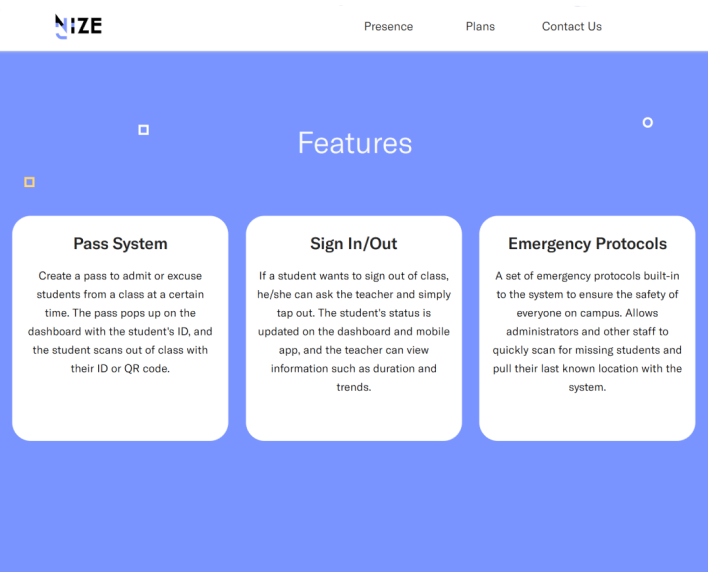 NIZE
Presence Plans Contact Us
Features
Pass System
Create a pass to admit or excuse
students from a class at a certain
time. The pass pops up on the
dashboard with the student's ID, and
the student scans out of class with
their ID or QR code.
Sign In/Out
If a student wants to sign out of class,
he/she can ask the teacher and simply
tap out. The student's status is
updated on the dashboard and mobile
app, and the teacher can view
information such as duration and
trends.
Emergency Protocols
A set of emergency protocols built-in
to the system to ensure the safety of
everyone on campus. Allows
administrators and other staff to
quickly scan for missing students and
pull their last known location with the
system.